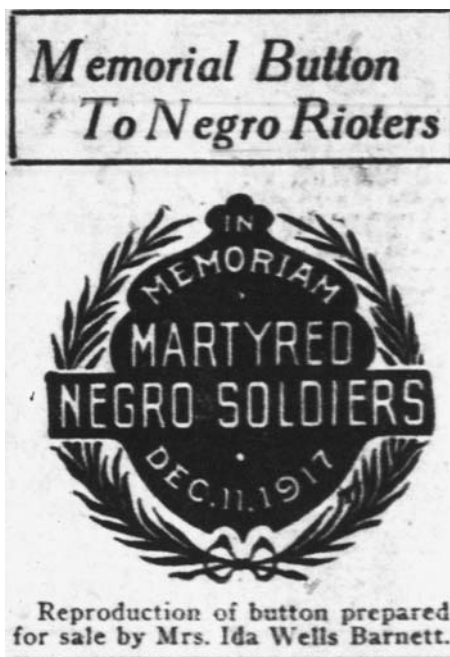 Memorial Button
To Negro Rioters
IN
MEMORIAM
MARTYRED
NEGRO SOLDIERS
DEC. 11. 1917
Reproduction of button prepared
for sale by Mrs. Ida Wells Barnett.